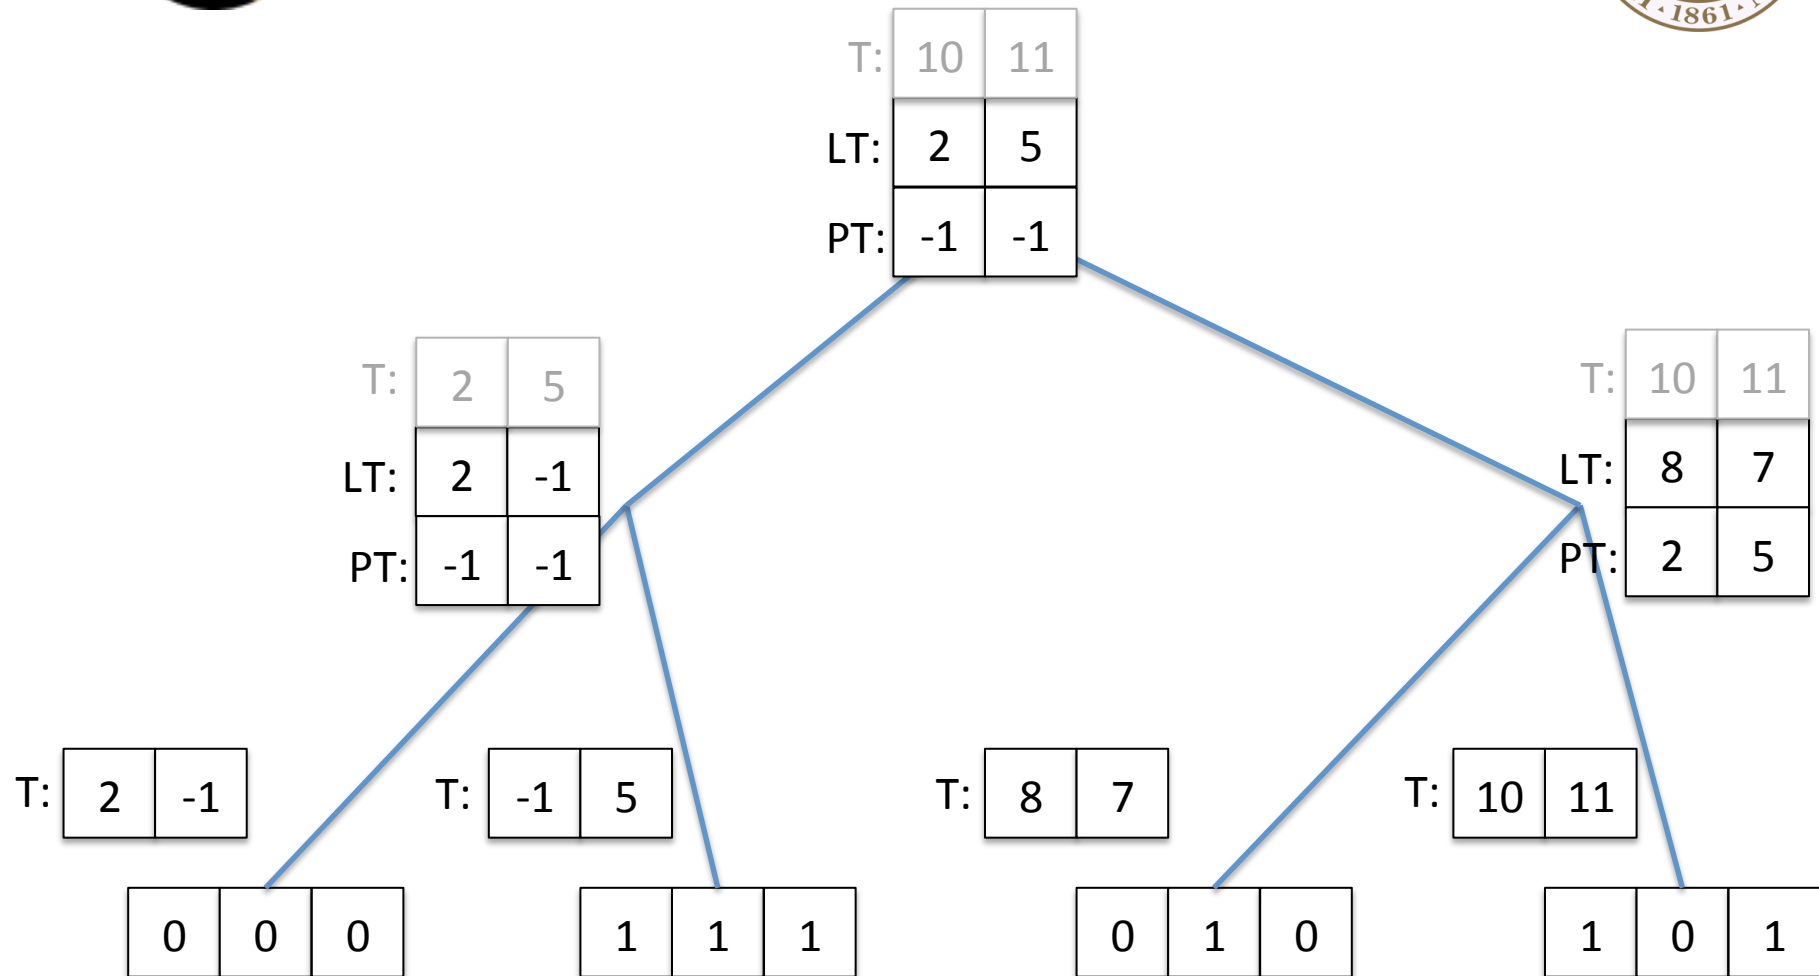 · 1861 ·
T: 10 11
LT: 2 5
PT: -1 -1
T: 2 5
LT: 2 -1
PT: -1 -1
T: 10 11
LT: 8 7
PT: 2 5
T: 2 -1
T: -1 5
T: 8 7
T: 10 11
0 0 0
1 1 1
0 1 0
1 0 1